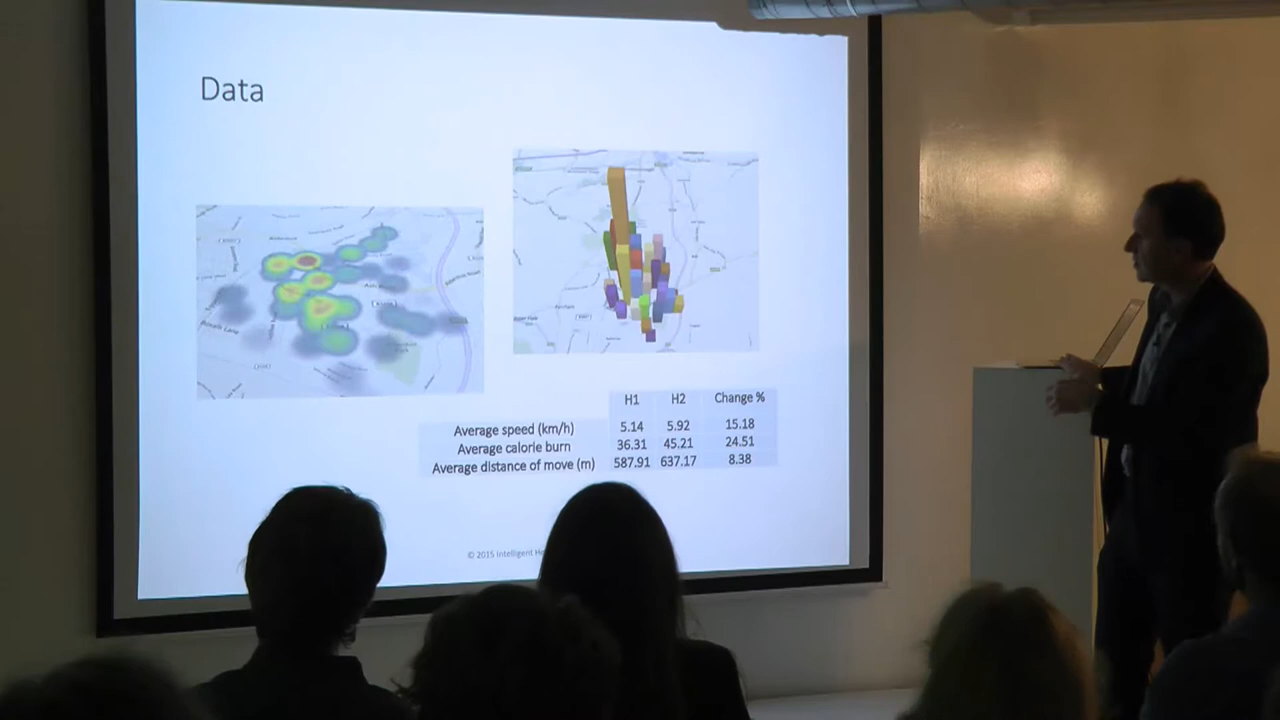 Data
H1 H2 Change %
Average speed (km/h) 5.14 5.92 15.18
Average calorie burn 36.31 45.21 24.51
Average distance of move (m) 587.91 637.17 8.38
© 2015 Intelligent